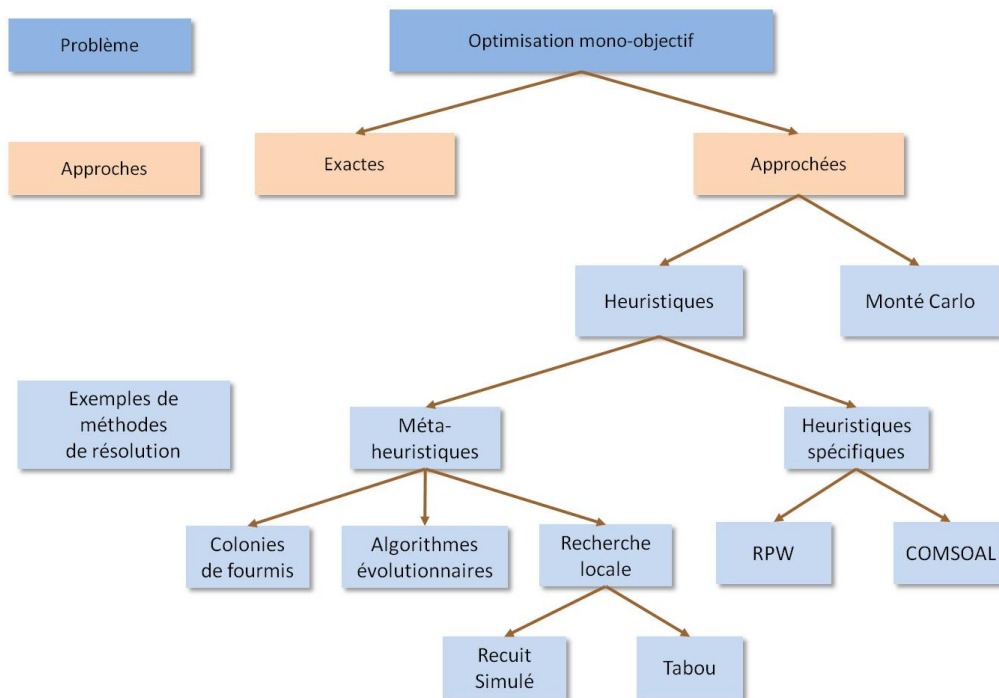 Problème
Optimisation mono-objectif
Approches
Exactes
Approchées
Heuristiques
Monté Carlo
Exemples de
méthodes
de résolution
Méta-
heuristiques
Heuristiques
spécifiques
Colonies
de fourmis
Algorithmes
évolutionnaires
Recherche
locale
RPW
COMSOAL
Recuit
Simulé
Tabou